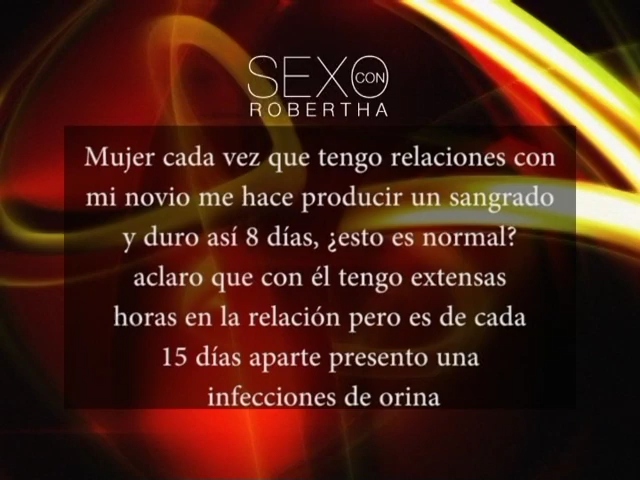 SEXO
CON
ROBERTHA
Mujer cada vez que tengo relaciones con
mi novio me hace producir un sangrado
y duro así 8 días, ¿esto es normal?
aclaro que con él tengo extensas
horas en la relación pero es de cada
15 días aparte presento una
infecciones de orina